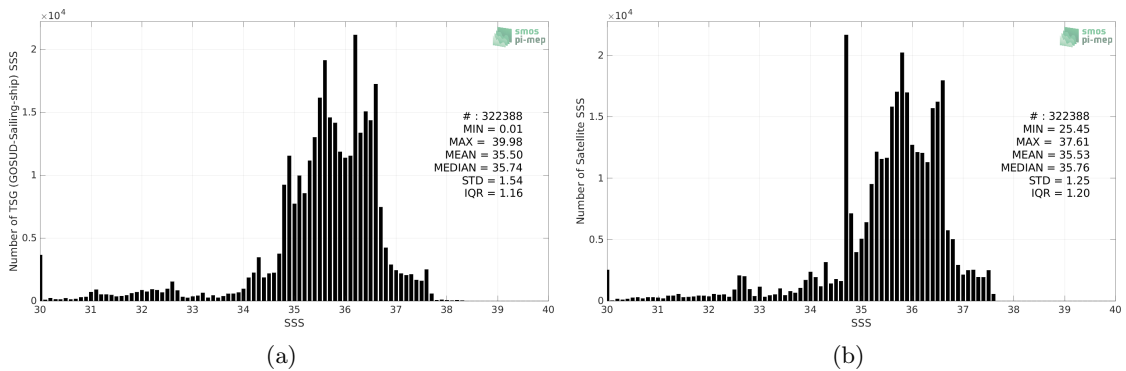 ×10⁴
smos
pi-mep
2
1.5
1
0.5
0
Number of TSG (GOSUD-Sailing-ship) SSS
# : 322388
MIN = 0.01
MAX = 39.98
MEAN = 35.50
MEDIAN = 35.74
STD = 1.54
IQR = 1.16
30 31 32 33 34 35 36 37 38 39 40
SSS
(a)
×10⁴
smos
pi-mep
2
1.5
1
0.5
0
Number of Satellite SSS
# : 322388
MIN = 25.45
MAX = 37.61
MEAN = 35.53
MEDIAN = 35.76
STD = 1.25
IQR = 1.20
30 31 32 33 34 35 36 37 38 39 40
SSS
(b)